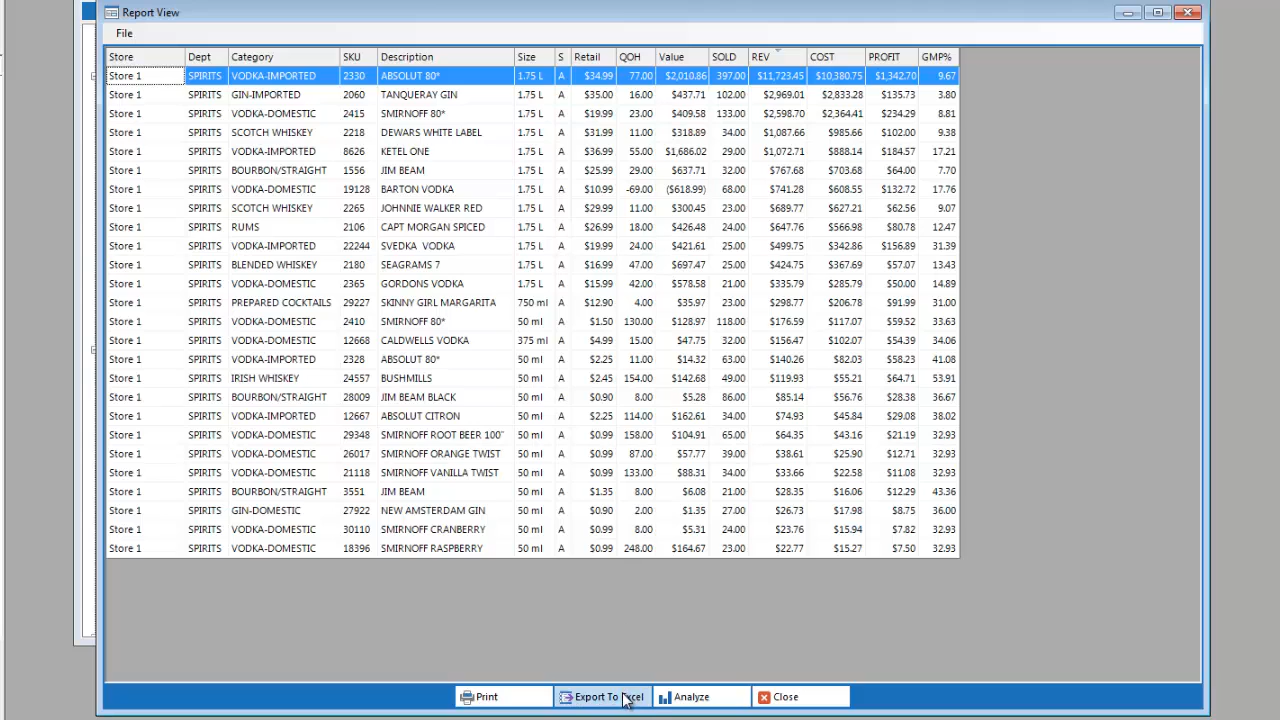 Report View
File
Store Dept Category SKU Description Size S Retail QOH Value SOLD REV COST PROFIT GMP%
Store 1 SPIRITS VODKA-IMPORTED 2330 ABSOLUT 80* 1.75 L A $34.99 77.00 $2,010.86 397.00 $11,723.45 $10,380.75 $1,342.70 9.67
Store 1 SPIRITS GIN-IMPORTED 2060 TANQUERAY GIN 1.75 L A $35.00 16.00 $437.71 102.00 $2,969.01 $2,833.28 $135.73 3.80
Store 1 SPIRITS VODKA-DOMESTIC 2415 SMIRNOFF 80* 1.75 L A $19.99 23.00 $409.58 133.00 $2,598.70 $2,364.41 $234.29 8.81
Store 1 SPIRITS SCOTCH WHISKEY 2218 DEWARS WHITE LABEL 1.75 L A $31.99 11.00 $318.89 34.00 $1,087.66 $985.66 $102.00 9.38
Store 1 SPIRITS VODKA-IMPORTED 8626 KETEL ONE 1.75 L A $36.99 55.00 $1,686.02 29.00 $1,072.71 $888.14 $184.57 17.21
Store 1 SPIRITS BOURBON/STRAIGHT 1556 JIM BEAM 1.75 L A $25.99 29.00 $637.71 32.00 $767.68 $703.68 $64.00 7.70
Store 1 SPIRITS VODKA-DOMESTIC 19128 BARTON VODKA 1.75 L A $10.99 -69.00 ($618.99) 68.00 $741.28 $608.55 $132.72 17.76
Store 1 SPIRITS SCOTCH WHISKEY 2265 JOHNNIE WALKER RED 1.75 L A $29.99 11.00 $300.45 23.00 $689.77 $627.21 $62.56 9.07
Store 1 SPIRITS RUMS 2106 CAPT MORGAN SPICED 1.75 L A $26.99 18.00 $426.48 24.00 $647.76 $566.98 $80.78 12.47
Store 1 SPIRITS VODKA-IMPORTED 22244 SVEDKA VODKA 1.75 L A $19.99 24.00 $421.61 25.00 $499.75 $342.86 $156.89 31.39
Store 1 SPIRITS BLENDED WHISKEY 2180 SEAGRAMS 7 1.75 L A $16.99 47.00 $697.47 25.00 $424.75 $367.69 $57.07 13.43
Store 1 SPIRITS VODKA-DOMESTIC 2365 GORDONS VODKA 1.75 L A $15.99 42.00 $578.58 21.00 $335.79 $285.79 $50.00 14.89
Store 1 SPIRITS PREPARED COCKTAILS 29227 SKINNY GIRL MARGARITA 750 ml A $12.90 4.00 $35.97 23.00 $298.77 $206.78 $91.99 31.00
Store 1 SPIRITS VODKA-DOMESTIC 2410 SMIRNOFF 80* 50 ml A $1.50 130.00 $128.97 118.00 $176.59 $117.07 $59.52 33.63
Store 1 SPIRITS VODKA-DOMESTIC 12668 CALDWELLS VODKA 375 ml A $4.99 15.00 $47.75 32.00 $156.47 $102.07 $54.39 34.06
Store 1 SPIRITS VODKA-IMPORTED 2328 ABSOLUT 80* 50 ml A $2.25 11.00 $14.32 63.00 $140.26 $82.03 $58.23 41.08
Store 1 SPIRITS IRISH WHISKEY 24557 BUSHMILLS 50 ml A $2.45 154.00 $142.68 49.00 $119.93 $55.21 $64.71 53.91
Store 1 SPIRITS BOURBON/STRAIGHT 28009 JIM BEAM BLACK 50 ml A $0.90 8.00 $5.28 86.00 $85.14 $56.76 $28.38 36.67
Store 1 SPIRITS VODKA-IMPORTED 12667 ABSOLUT CITRON 50 ml A $2.25 114.00 $162.61 34.00 $74.93 $45.84 $29.08 38.02
Store 1 SPIRITS VODKA-DOMESTIC 29348 SMIRNOFF ROOT BEER 100* 50 ml A $0.99 158.00 $104.91 65.00 $64.35 $43.16 $21.19 32.93
Store 1 SPIRITS VODKA-DOMESTIC 26017 SMIRNOFF ORANGE TWIST 50 ml A $0.99 87.00 $57.77 39.00 $38.61 $25.90 $12.71 32.93
Store 1 SPIRITS VODKA-DOMESTIC 21118 SMIRNOFF VANILLA TWIST 50 ml A $0.99 133.00 $88.31 34.00 $33.66 $22.58 $11.08 32.93
Store 1 SPIRITS BOURBON/STRAIGHT 3551 JIM BEAM 50 ml A $1.35 8.00 $6.08 21.00 $28.35 $16.06 $12.29 43.36
Store 1 SPIRITS GIN-DOMESTIC 27922 NEW AMSTERDAM GIN 50 ml A $0.90 2.00 $1.35 27.00 $26.73 $17.98 $8.75 36.00
Store 1 SPIRITS VODKA-DOMESTIC 30110 SMIRNOFF CRANBERRY 50 ml A $0.99 8.00 $5.31 24.00 $23.76 $15.94 $7.82 32.93
Store 1 SPIRITS VODKA-DOMESTIC 18396 SMIRNOFF RASPBERRY 50 ml A $0.99 248.00 $164.67 23.00 $22.77 $15.27 $7.50 32.93
Print Export To Excel Analyze Close